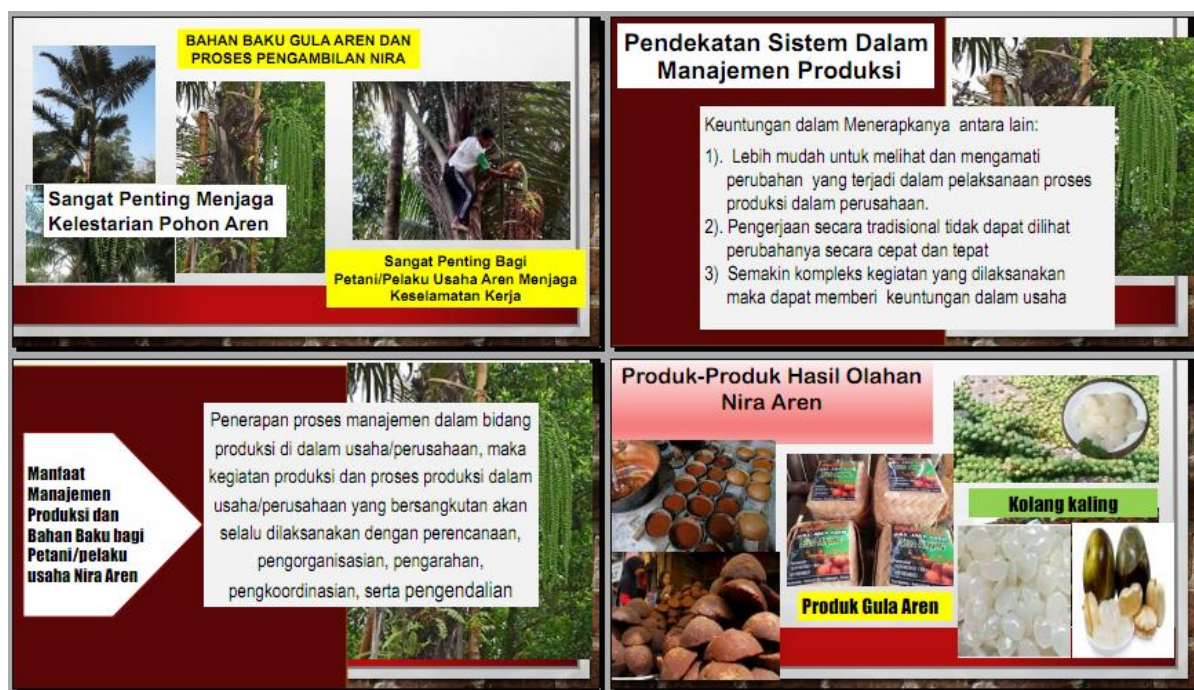 BAHAN BAKU GULA AREN DAN
PROSES PENGAMBILAN NIRA
Sangat Penting Menjaga
Kelestarian Pohon Aren
Sangat Penting Bagi
Petani/Pelaku Usaha Aren Menjaga
Keselamatan Kerja
Pendekatan Sistem Dalam
Manajemen Produksi
Keuntungan dalam Menerapkanya antara lain:
1). Lebih mudah untuk melihat dan mengamati
perubahan yang terjadi dalam pelaksanaan proses
produksi dalam perusahaan.
2). Pengerjaan secara tradisional tidak dapat dilihat
perubahanya secara cepat dan tepat
3) Semakin kompleks kegiatan yang dilaksanakan
maka dapat memberi keuntungan dalam usaha
Manfaat
Manajemen
Produksi dan
Bahan Baku bagi
Petani/pelaku
usaha Nira Aren
Penerapan proses manajemen dalam bidang
produksi di dalam usaha/perusahaan, maka
kegiatan produksi dan proses produksi dalam
usaha/perusahaan yang bersangkutan akan
selalu dilaksanakan dengan perencanaan,
pengorganisasian, pengarahan,
pengkoordinasian, serta pengendalian
Produk-Produk Hasil Olahan
Nira Aren
Produk Gula Aren
Kolang kaling